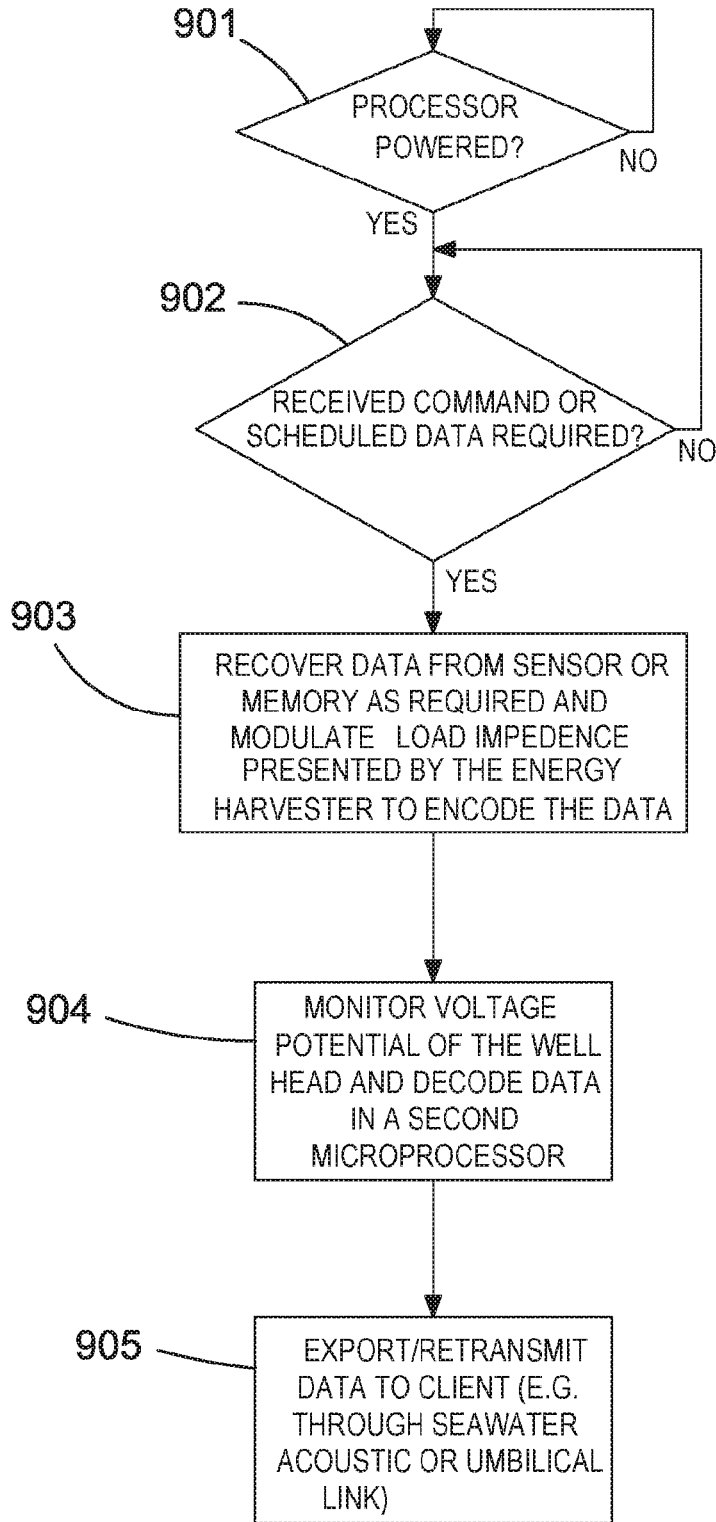 901
PROCESSOR
POWERED?
NO
YES
902
RECEIVED COMMAND OR
SCHEDULED DATA REQUIRED?
NO
YES
903
RECOVER DATA FROM SENSOR OR
MEMORY AS REQUIRED AND
MODULATE LOAD IMPEDENCE
PRESENTED BY THE ENERGY
HARVESTER TO ENCODE THE DATA
904
MONITOR VOLTAGE
POTENTIAL OF THE WELL
HEAD AND DECODE DATA
IN A SECOND
MICROPROCESSOR
905
EXPORT/RETRANSMIT
DATA TO CLIENT (E.G.
THROUGH SEAWATER
ACOUSTIC OR UMBILICAL
LINK)